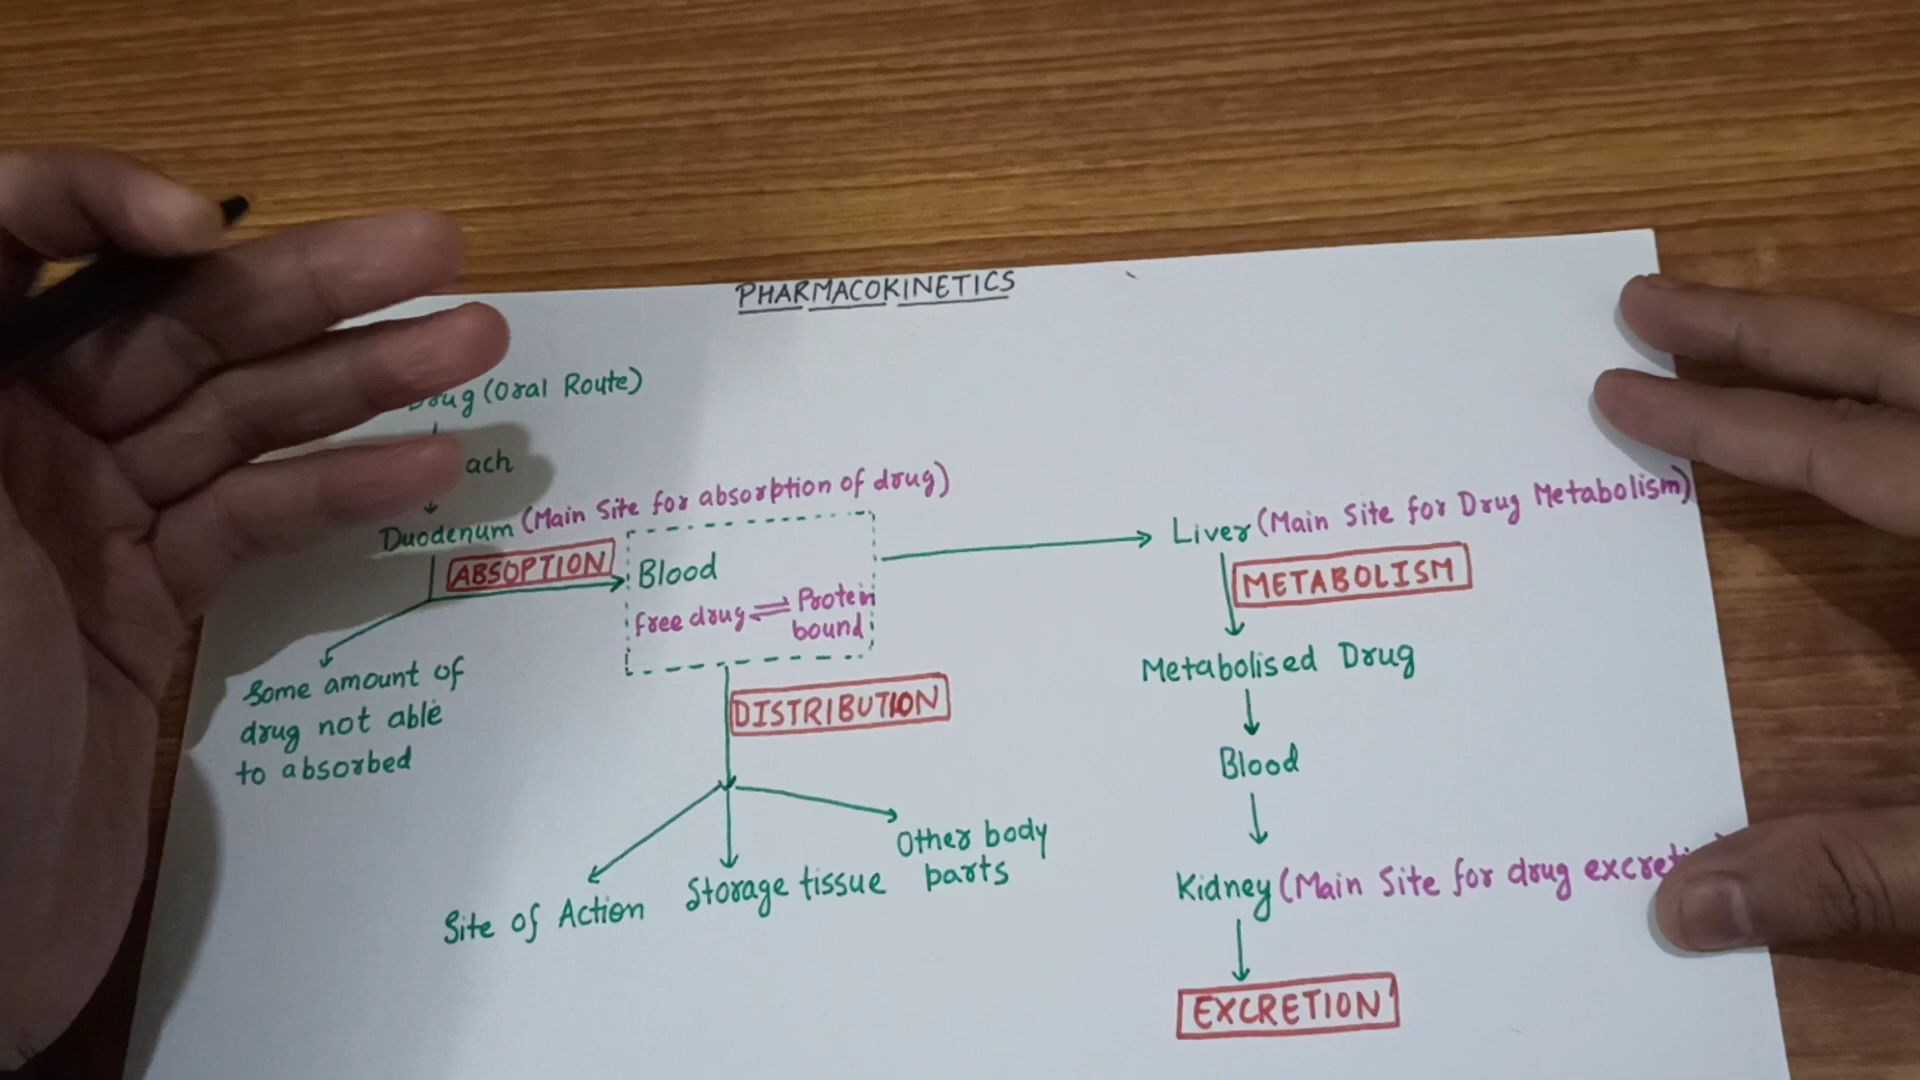 PHARMACOKINETICS
Drug (Oral Route)
ach
Duodenum (Main Site for absorption of drug)
ABSOPTION
Blood
free drug ⇌ Protein
bound
Some amount of
drug not able
to absorbed
DISTRIBUTION
Site of Action
Storage tissue
Other body
parts
Liver (Main Site for Drug Metabolism)
METABOLISM
Metabolised Drug
Blood
Kidney (Main Site for drug excreti
EXCRETION